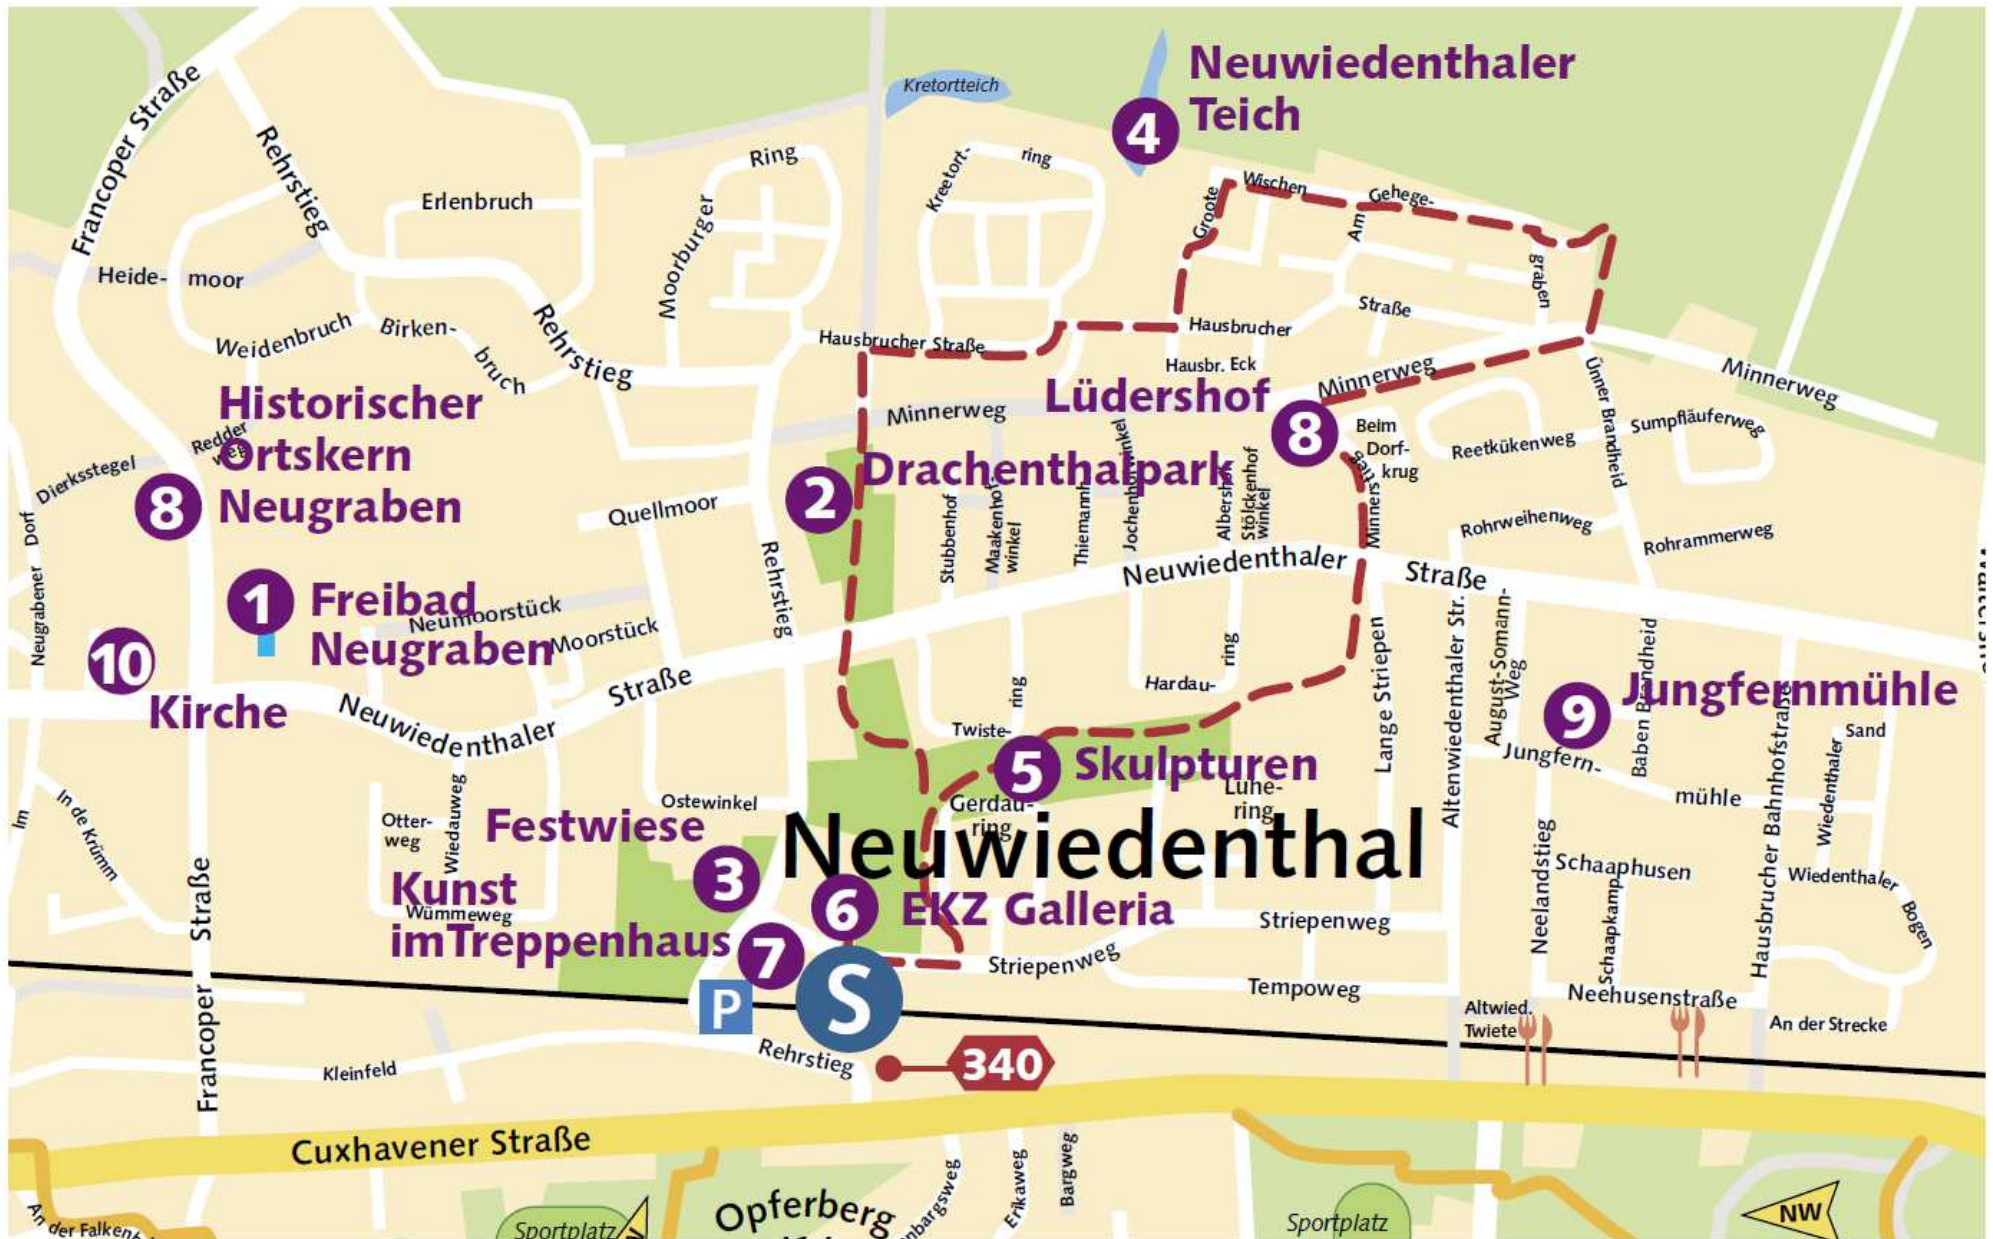 Neuwiedenthaler
Teich
4
Kretortteich
Francoper Straße
Rehrstieg
Ring
Moorburger
Kreetort-
ring
Groote
Wischen
Gehege-
Am
graben
Erlenbruch
Heide- moor
Weidenbruch
Birken-
bruch
Rehrstieg
Hausbrucher Straße
Hausbrucher
Straße
Hausbr. Eck
Minnerweg
Minnerweg
Minnerweg
Historischer
Ortskern
Neugraben
8
Redder
weg
Dierksstegel
Lüdershof
8
Beim
Dorf-
krug
Minnersstieg
Reetkükenweg
Sumpfläuferweg
Ünner Brandheid
Rohrweihenweg
Rohrammerweg
2
Drachenthalpark
Quellmoor
Rehrstieg
Stubbenhof
Maakenhof-
winkel
Jochenhofwinkel
Stölckenhof
winkel
Neuwiedenthaler Straße
Neugrabener Dorf
1
Freibad
Neugraben
Neumoorstück
Moorstück
10
Kirche
Neuwiedenthaler Straße
ring
Twiste-
Hardau-
ring
Lange Striepen
Altenwiedenthaler Str.
August-Somann-
Weg
Baben Brandheid
9
Jungfernmühle
Jungfern-
mühle
Sand
Wiedenthaler
Hausbrucher Bahnhofstraße
5
Skulpturen
Gerdau-
ring
Luhe-
ring
Im
In de Krümm
Otter-
weg
Wiedauweg
Ostewinkel
Wümmeweg
Festwiese
3
Neuwiedenthal
Kunst
imTreppenhaus
7
6
EKZ Galleria
Striepenweg
Striepenweg
Tempoweg
Neelandstieg
Schaaphusen
Schaapkamp
Wiedenthaler
Bogen
Neehusenstraße
Altwied.
Twiete
An der Strecke
P
S
340
Francoper Straße
Kleinfeld
Rehrstieg
Cuxhavener Straße
Opferberg
Erikaweg
Bargweg
Sportplatz
Sportplatz
NW